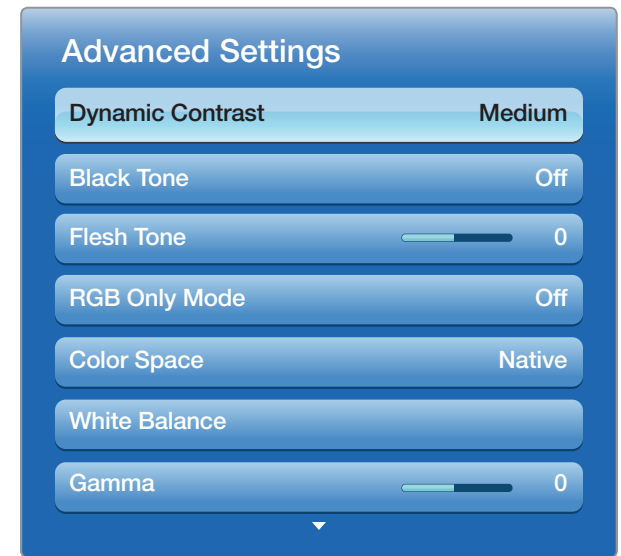 Advanced Settings
Dynamic Contrast Medium
Black Tone Off
Flesh Tone 0
RGB Only Mode Off
Color Space Native
White Balance
Gamma 0